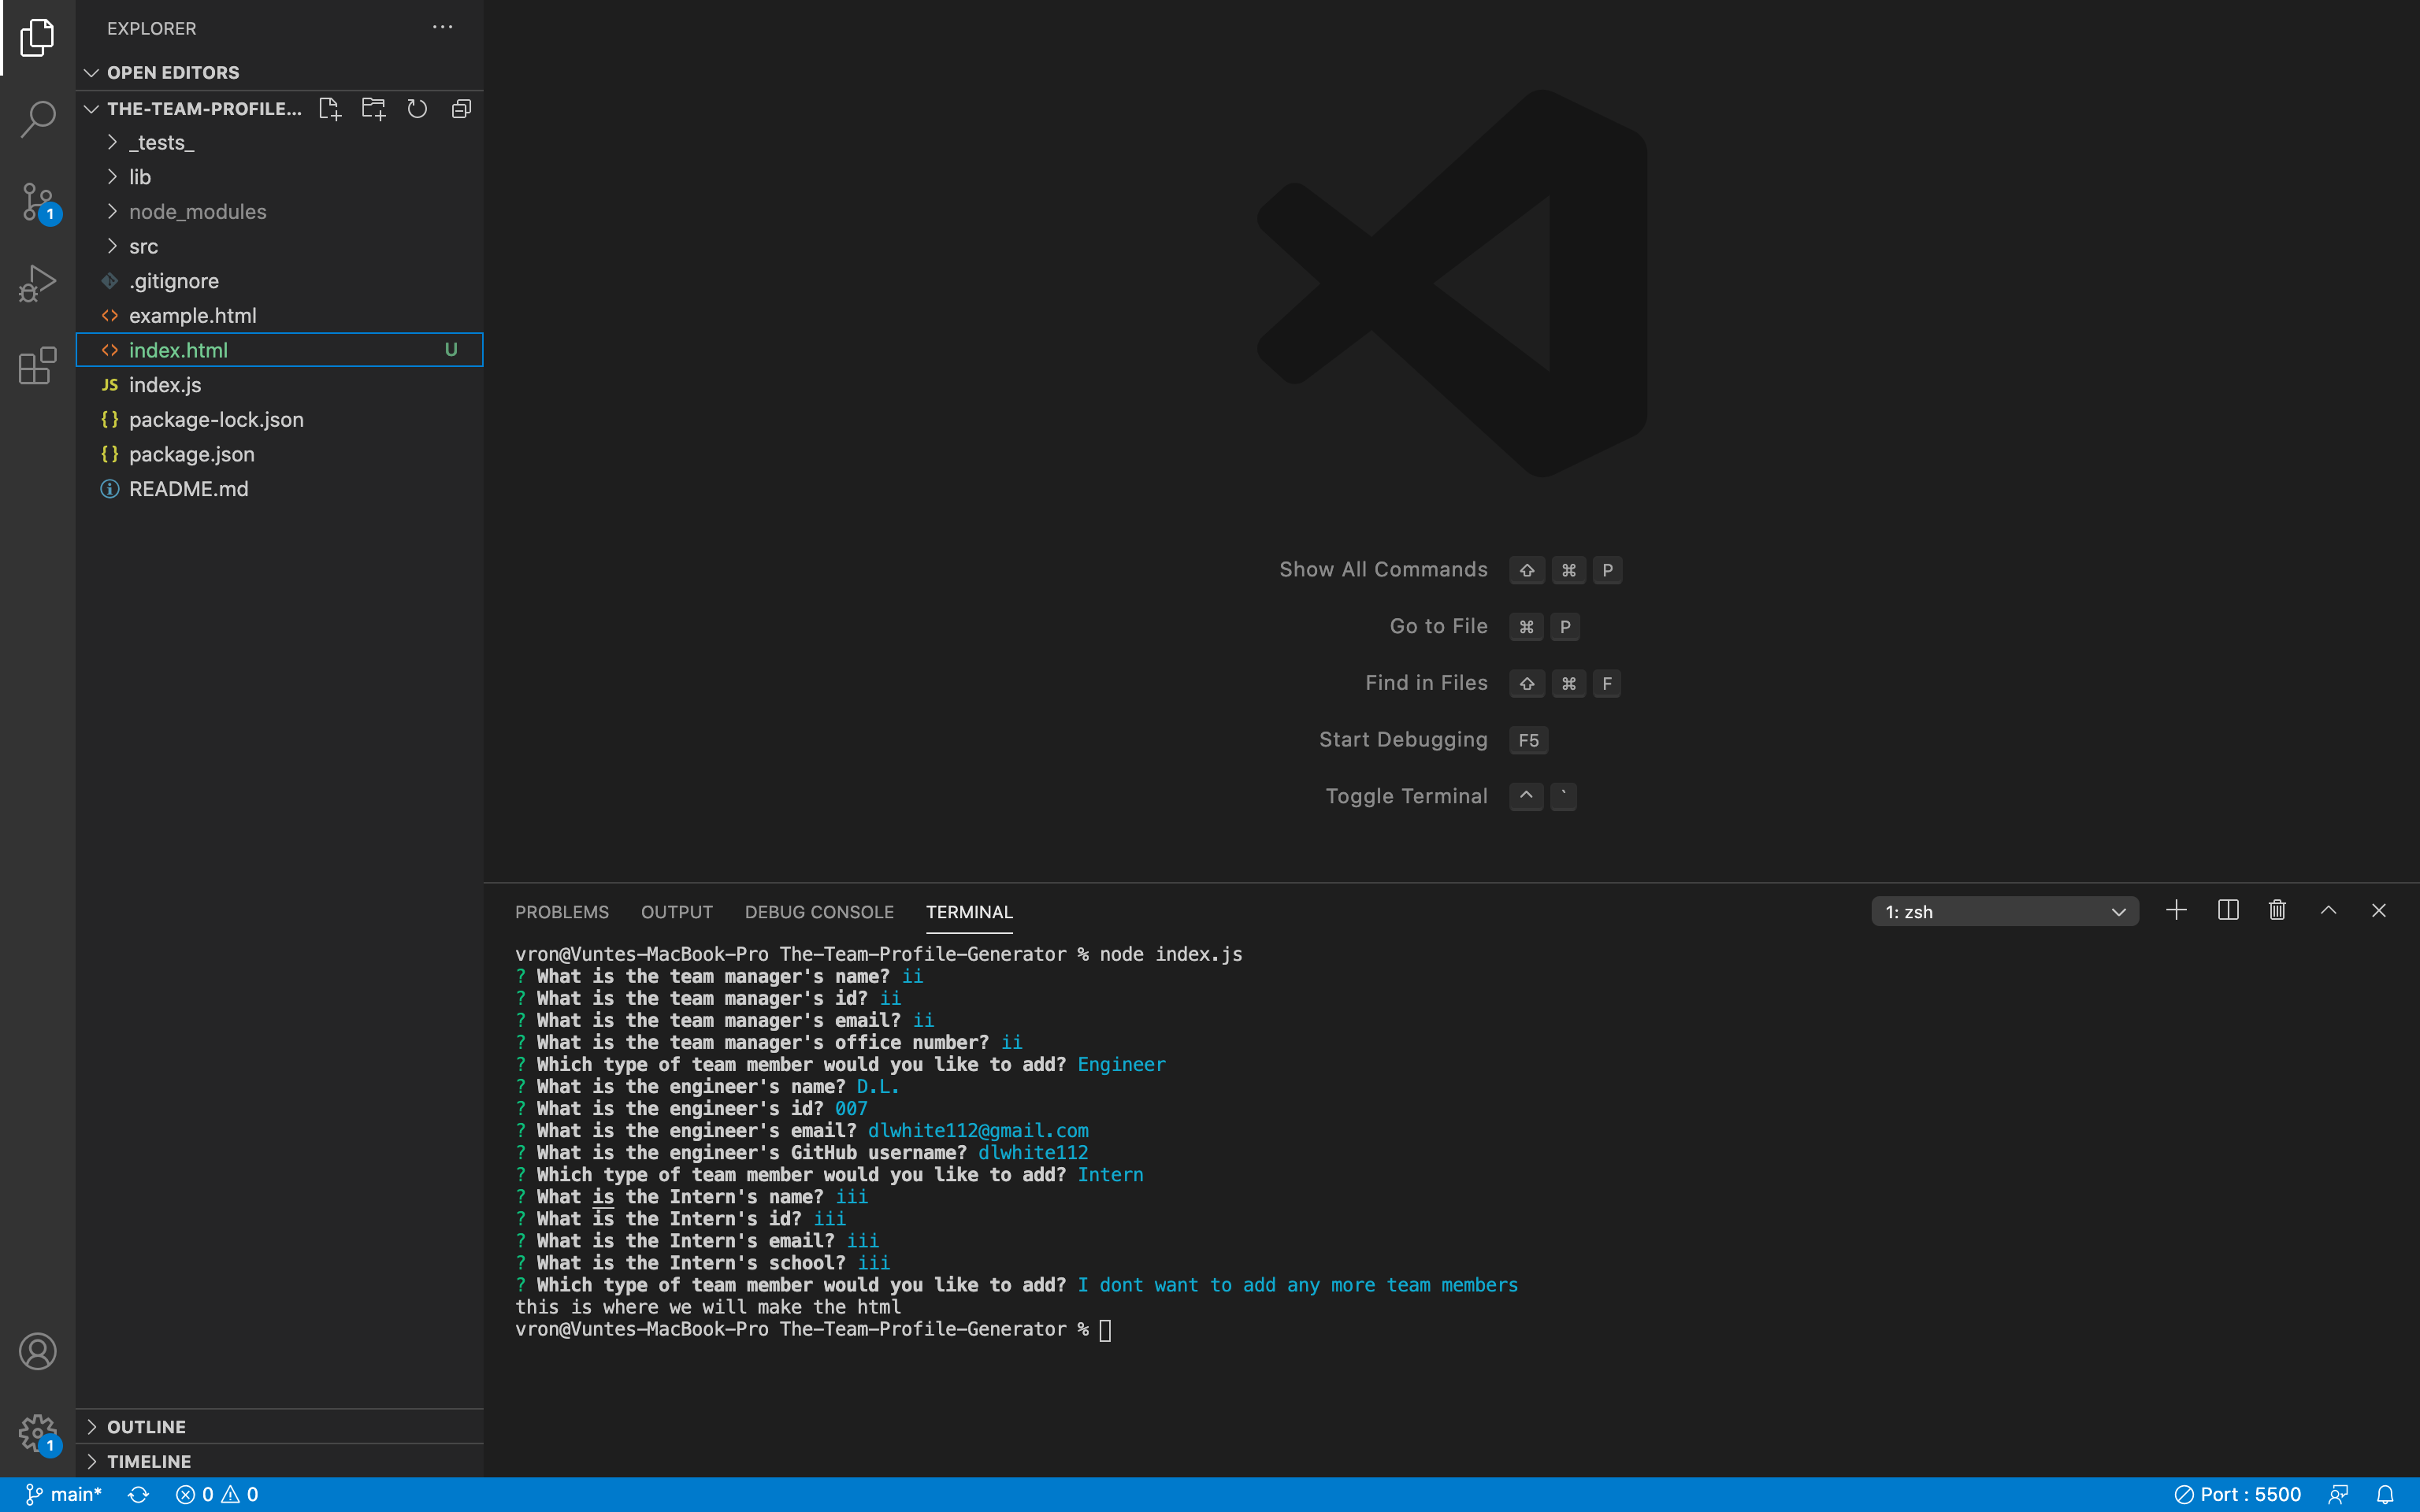 EXPLORER
OPEN EDITORS
THE-TEAM-PROFILE...
_tests_
lib
node_modules
src
.gitignore
example.html
index.html U
JS index.js
{} package-lock.json
{} package.json
README.md
OUTLINE
TIMELINE
1
1
Show All Commands ⇧ ⌘ P
Go to File ⌘ P
Find in Files ⇧ ⌘ F
Start Debugging F5
Toggle Terminal ^ `
PROBLEMS OUTPUT DEBUG CONSOLE TERMINAL 1: zsh
vron@Vuntes-MacBook-Pro The-Team-Profile-Generator % node index.js
? What is the team manager's name? ii
? What is the team manager's id? ii
? What is the team manager's email? ii
? What is the team manager's office number? ii
? Which type of team member would you like to add? Engineer
? What is the engineer's name? D.L.
? What is the engineer's id? 007
? What is the engineer's email? dlwhite112@gmail.com
? What is the engineer's GitHub username? dlwhite112
? Which type of team member would you like to add? Intern
? What is the Intern's name? iii
? What is the Intern's id? iii
? What is the Intern's email? iii
? What is the Intern's school? iii
? Which type of team member would you like to add? I dont want to add any more team members
this is where we will make the html
vron@Vuntes-MacBook-Pro The-Team-Profile-Generator %
main* 0 0 Port : 5500